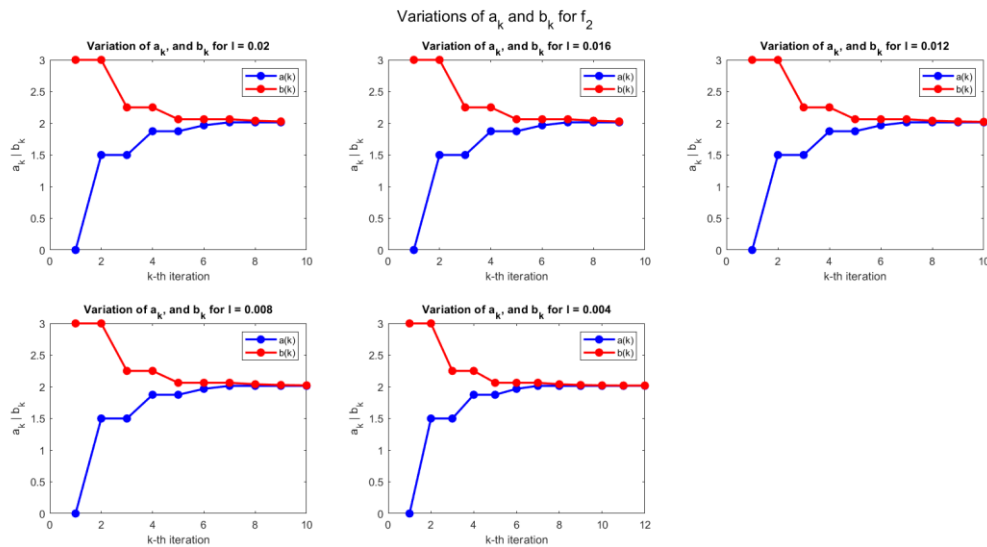 Variations of a_k and b_k for f_2
Variation of a_k, and b_k for l = 0.02
3
2.5
2
1.5
1
0.5
0
a_k | b_k
0 2 4 6 8 10
k-th iteration
a(k)
b(k)
Variation of a_k, and b_k for l = 0.016
3
2.5
2
1.5
1
0.5
0
a_k | b_k
0 2 4 6 8 10
k-th iteration
a(k)
b(k)
Variation of a_k, and b_k for l = 0.012
3
2.5
2
1.5
1
0.5
0
a_k | b_k
0 2 4 6 8 10
k-th iteration
a(k)
b(k)
Variation of a_k, and b_k for l = 0.008
3
2.5
2
1.5
1
0.5
0
a_k | b_k
0 2 4 6 8 10
k-th iteration
a(k)
b(k)
Variation of a_k, and b_k for l = 0.004
3
2.5
2
1.5
1
0.5
0
a_k | b_k
0 2 4 6 8 10 12
k-th iteration
a(k)
b(k)